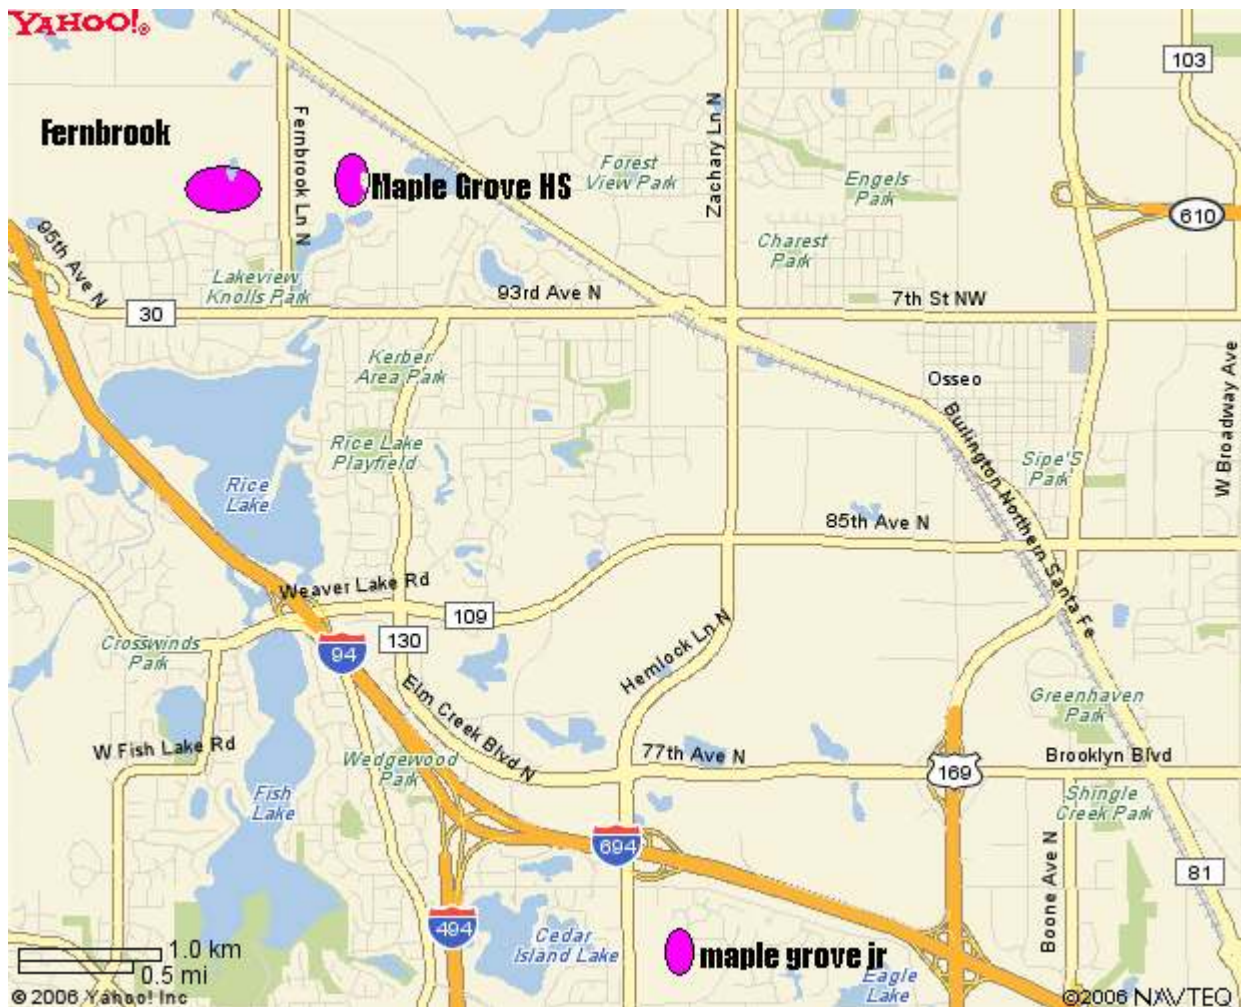 YAHOO!®
103
Fernbrook
Fernbrook Ln N
Maple Grove HS
Forest
View Park
Zachary Ln N
Engels
Park
610
95th Ave N
Lakeview
Knolls Park
Charest
Park
30
93rd Ave N
7th St NW
Kerber
Area Park
Osseo
W Broadway Ave
Burlington Northern Santa Fe
Rice Lake
Playfield
Sipe'S
Park
Rice
Lake
85th Ave N
Weaver Lake Rd
109
Crosswinds
Park
94
130
Hemlock Ln N
Elm Creek Blvd N
Greenhaven
Park
W Fish Lake Rd
Wedgewood
Park
77th Ave N
169
Brooklyn Blvd
Fish
Lake
Shingle
Creek Park
694
Boone Ave N
81
494
Cedar
Island Lake
maple grove jr
Eagle
Lake
1.0 km
0.5 mi
© 2006 Yahoo! Inc
©2006 NAVTEQ